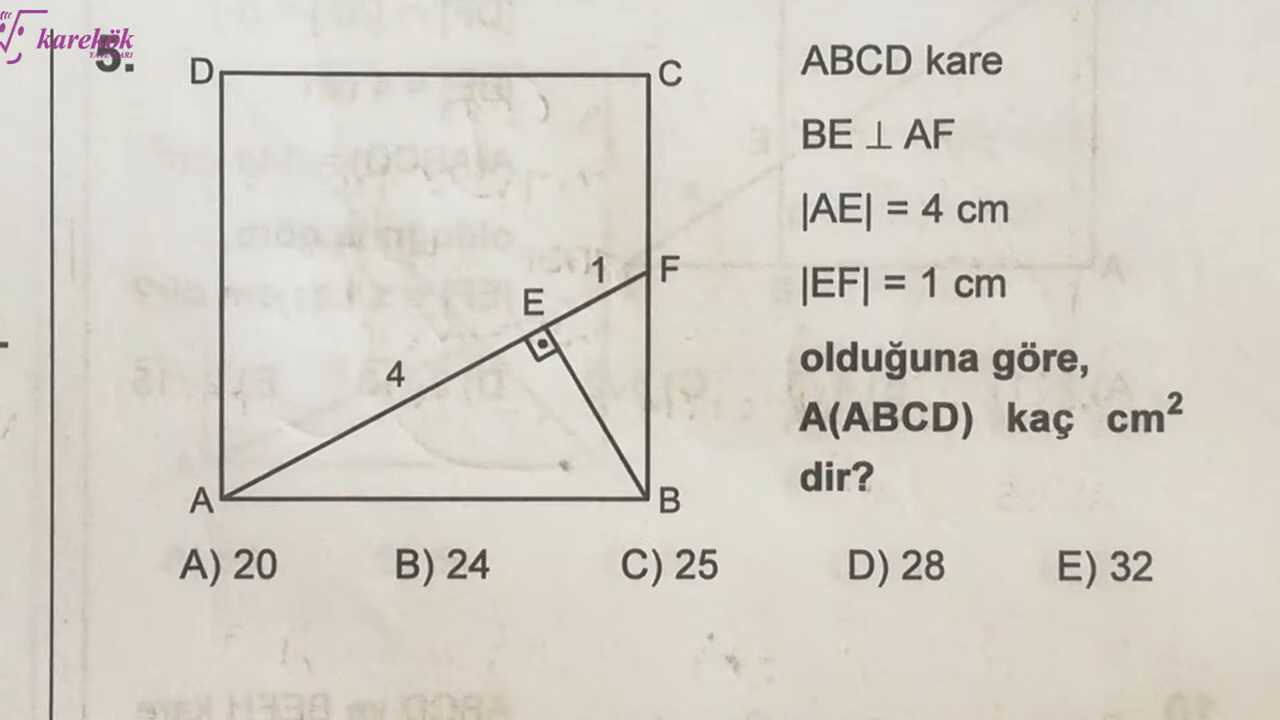 karekök
YAYINLARI
5.
D
C
ABCD kare
BE ⊥ AF
|AE| = 4 cm
1
F
|EF| = 1 cm
E
4
olduğuna göre,
A(ABCD) kaç cm²
dir?
A
B
A) 20 B) 24 C) 25 D) 28 E) 32